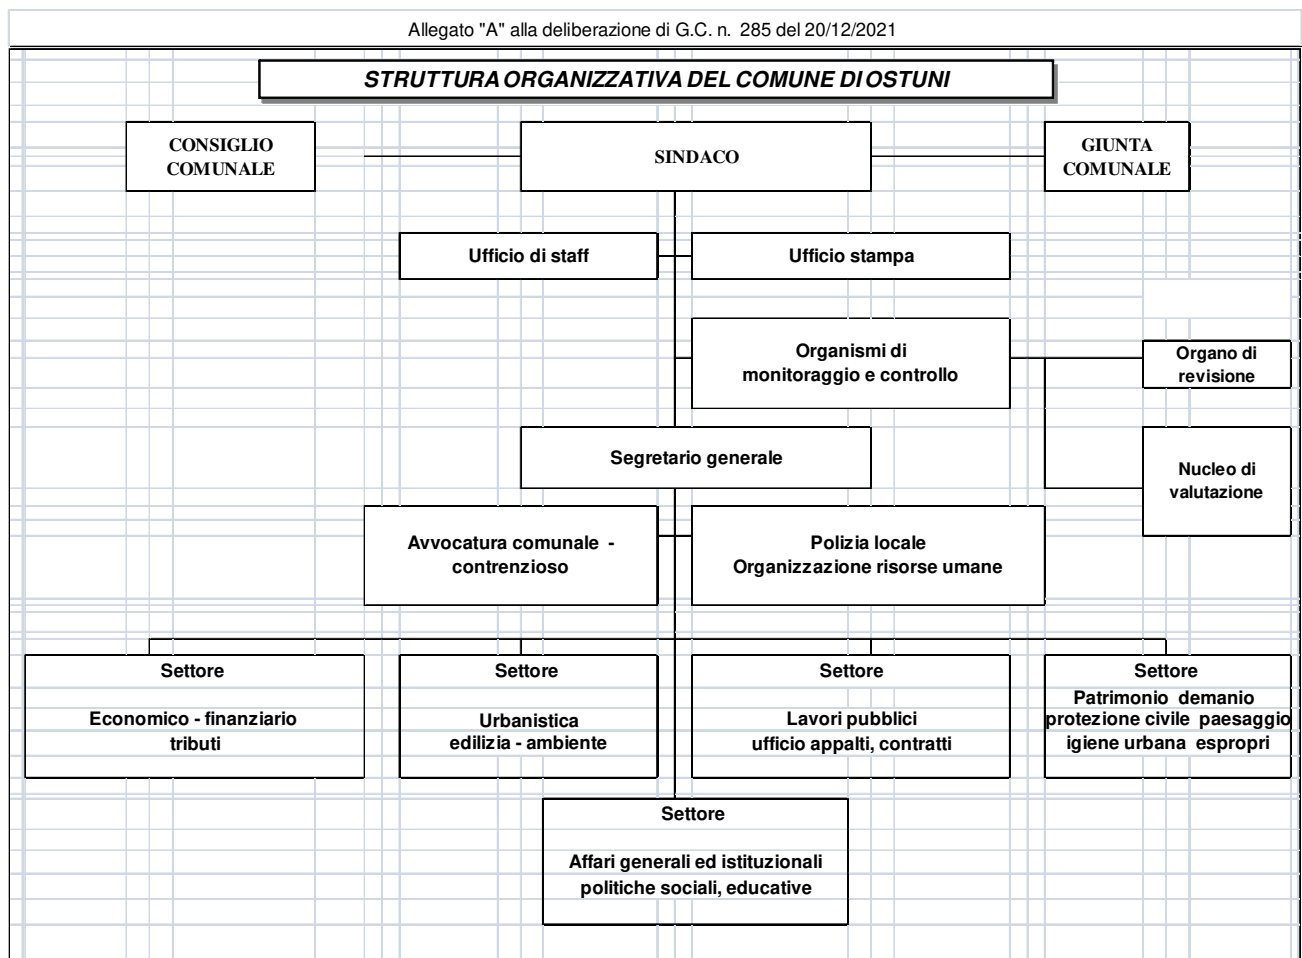 Allegato "A" alla deliberazione di G.C. n. 285 del 20/12/2021
STRUTTURA ORGANIZZATIVA DEL COMUNE DI OSTUNI
CONSIGLIO
COMUNALE
SINDACO
GIUNTA
COMUNALE
Ufficio di staff
Ufficio stampa
Organismi di
monitoraggio e controllo
Organo di
revisione
Segretario generale
Nucleo di
valutazione
Avvocatura comunale -
contrenzioso
Polizia locale
Organizzazione risorse umane
Settore
Economico - finanziario
tributi
Settore
Urbanistica
edilizia - ambiente
Settore
Lavori pubblici
ufficio appalti, contratti
Settore
Patrimonio demanio
protezione civile paesaggio
igiene urbana espropri
Settore
Affari generali ed istituzionali
politiche sociali, educative